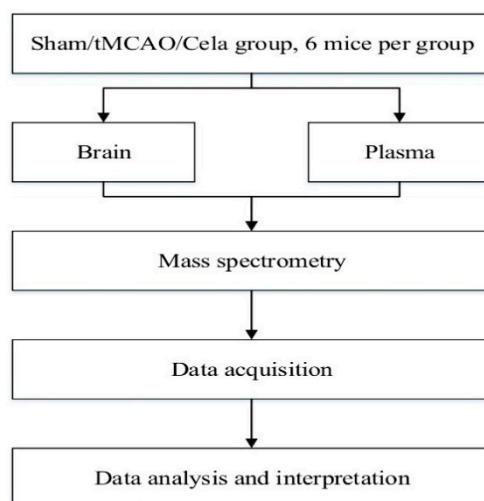 Sham/tMCAO/Cela group, 6 mice per group
Brain
Plasma
Mass spectrometry
Data acquisition
Data analysis and interpretation